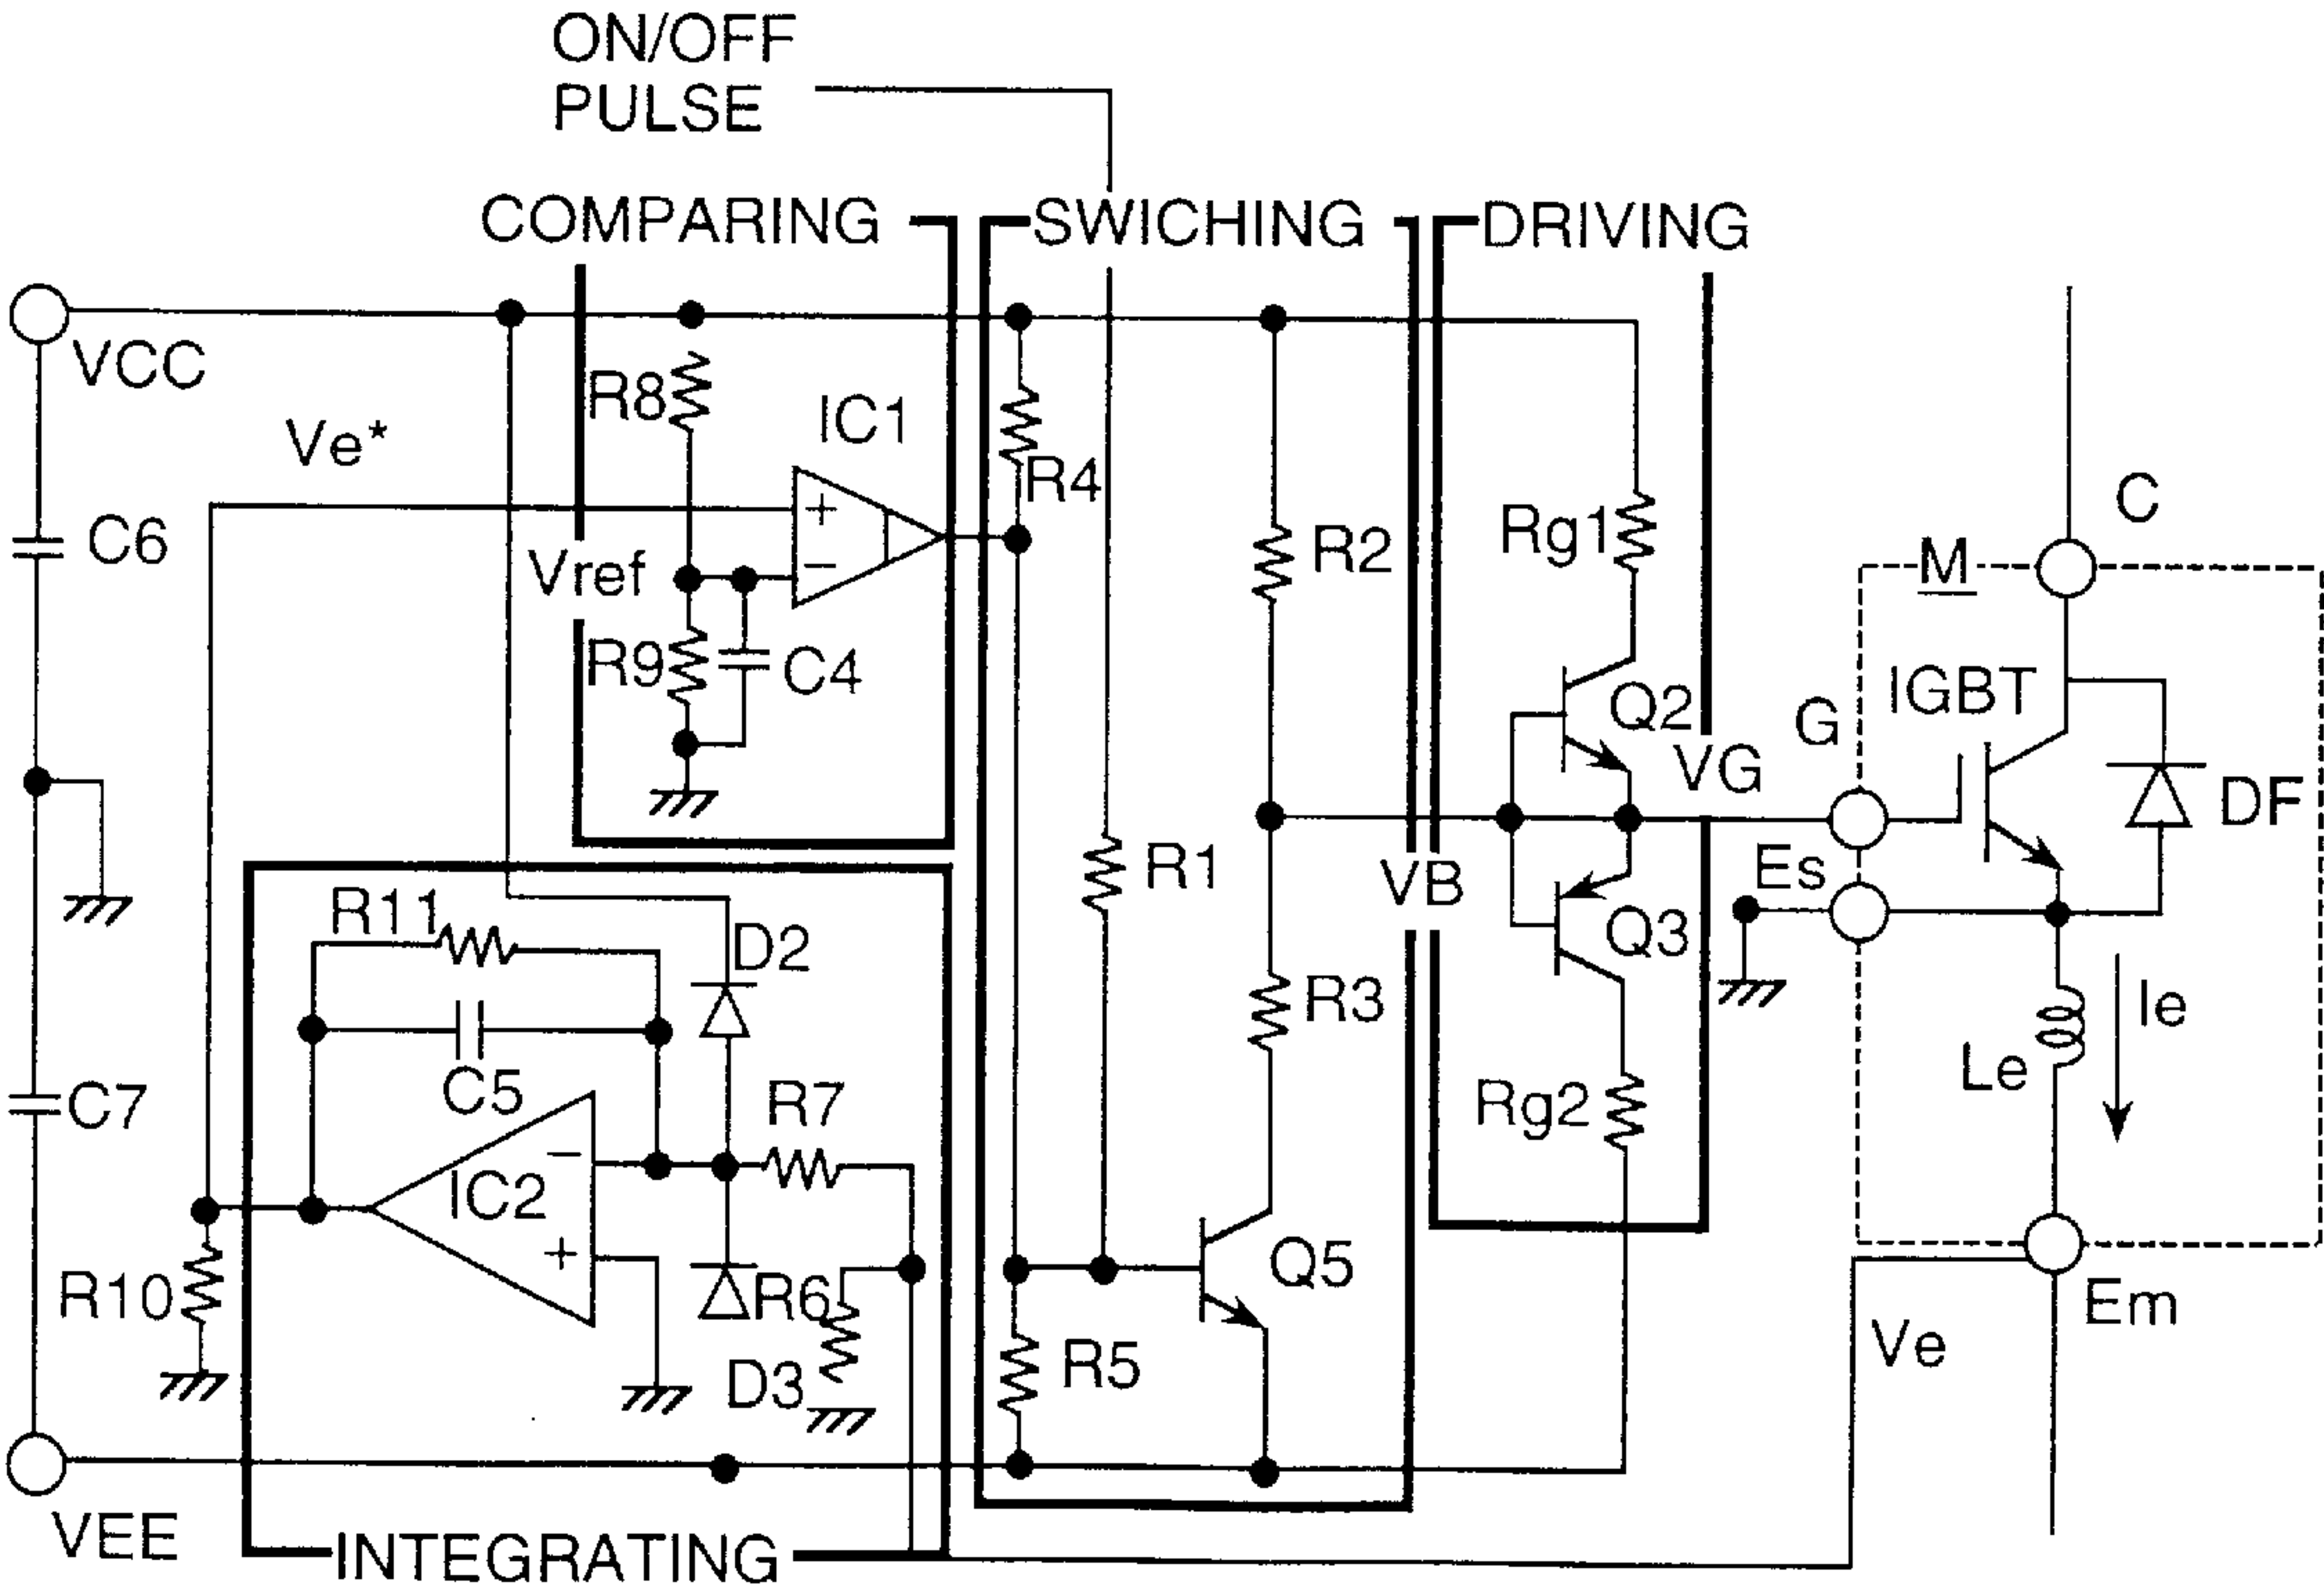 ON/OFF
PULSE
COMPARING
SWICHING
DRIVING
VCC
R8
IC1
Ve*
R4
C
C6
Vref
R2
Rg1
M
+
−
R9
C4
IGBT
Q2
G
VG
DF
R1
Es
VB
R11
D2
Q3
R3
Ie
Le
C5
C7
R7
Rg2
−
IC2
+
Q5
R10
R6
Em
D3
R5
Ve
VEE
INTEGRATING